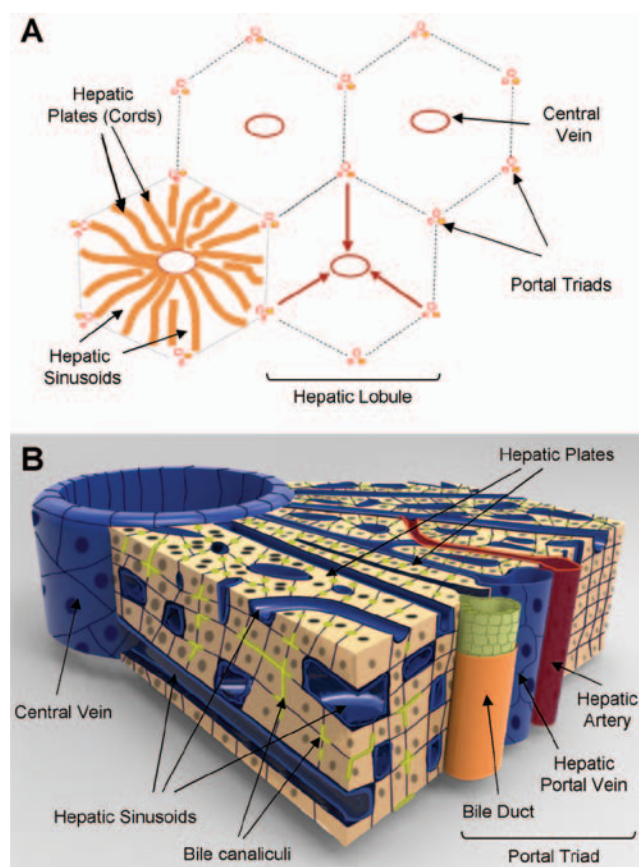 A
Hepatic
Plates (Cords)
Central
Vein
Portal Triads
Hepatic
Sinusoids
Hepatic Lobule
B
Hepatic Plates
Central Vein
Hepatic
Artery
Hepatic
Portal Vein
Hepatic Sinusoids
Bile Duct
Bile canaliculi
Portal Triad